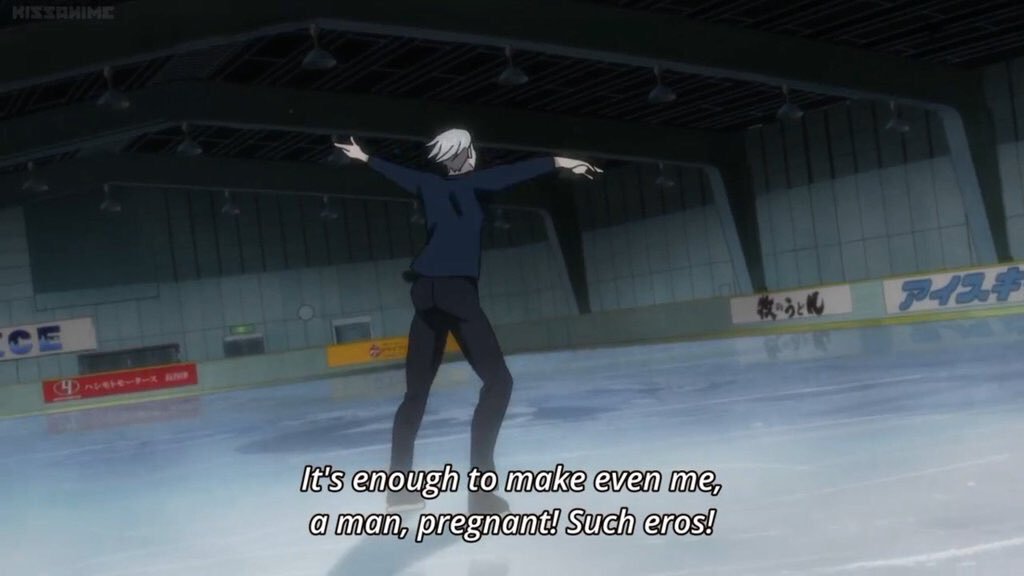 KISSANIME
ICE
ハシモトモータース
アイスキ
It's enough to make even me,
a man, pregnant! Such eros!